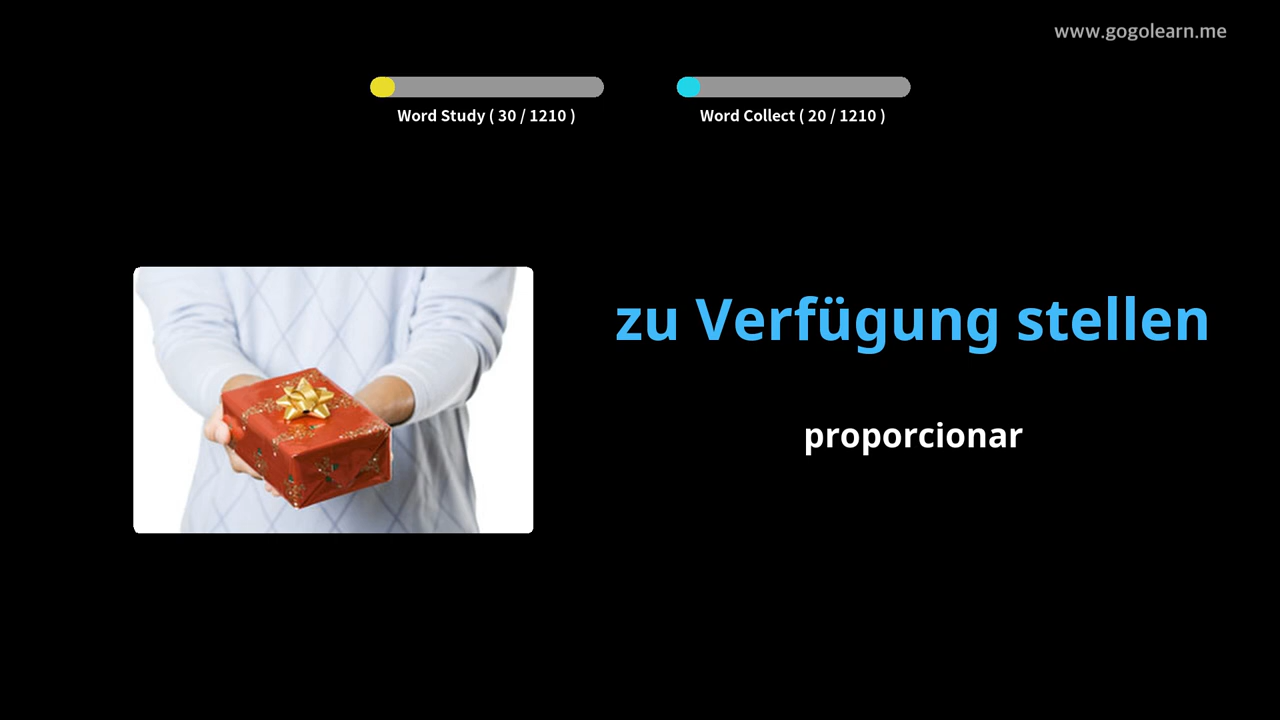 www.gogolearn.me
Word Study ( 30 / 1210 )
Word Collect ( 20 / 1210 )
zu Verfügung stellen
proporcionar